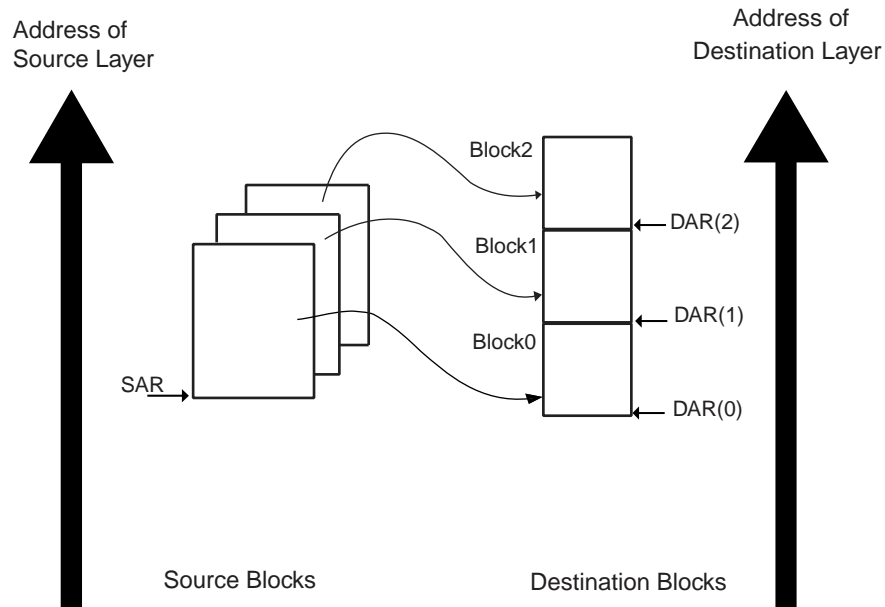 Address of
Source Layer
Address of
Destination Layer
Block2
DAR(2)
Block1
DAR(1)
Block0
SAR
DAR(0)
Source Blocks
Destination Blocks